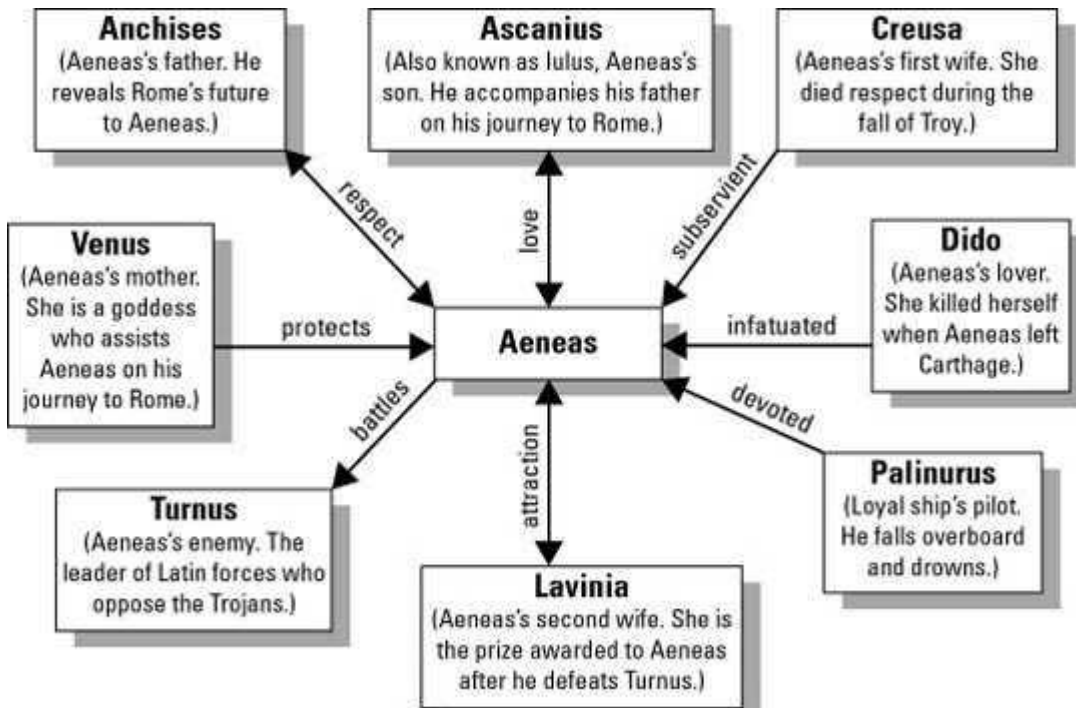 Anchises
(Aeneas's father. He
reveals Rome's future
to Aeneas.)
Ascanius
(Also known as Iulus, Aeneas's
son. He accompanies his father
on his journey to Rome.)
Creusa
(Aeneas's first wife. She
died respect during the
fall of Troy.)
respect
love
subservient
Venus
(Aeneas's mother.
She is a goddess
who assists
Aeneas on his
journey to Rome.)
protects
Aeneas
infatuated
Dido
(Aeneas's lover.
She killed herself
when Aeneas left
Carthage.)
battles
attraction
devoted
Turnus
(Aeneas's enemy. The
leader of Latin forces who
oppose the Trojans.)
Lavinia
(Aeneas's second wife. She is
the prize awarded to Aeneas
after he defeats Turnus.)
Palinurus
(Loyal ship's pilot.
He falls overboard
and drowns.)